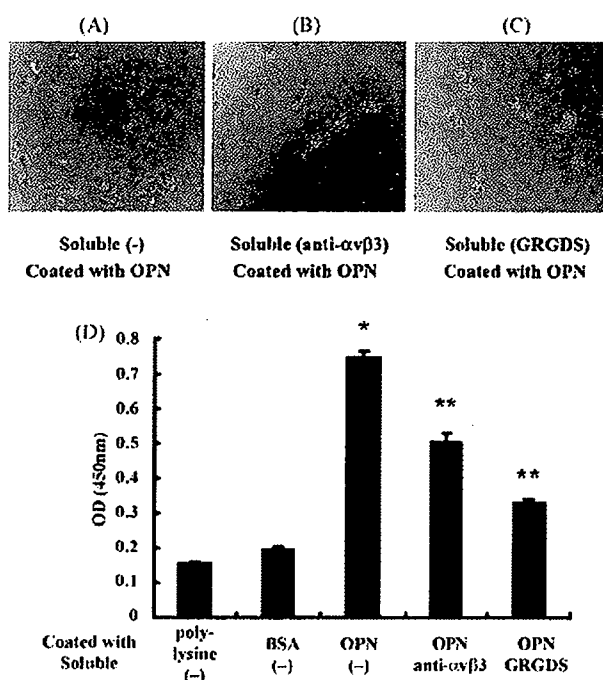 (A) (B) (C)
Soluble (-) Soluble (anti-αvβ3) Soluble (GRGDS)
Coated with OPN Coated with OPN Coated with OPN
(D)
0.8
0.7
0.6
0.5
0.4
0.3
0.2
0.1
0
OD (450nm)
*
**
**
Coated with poly-lysine BSA OPN OPN OPN
Soluble (-) (-) (-) anti-αvβ3 GRGDS